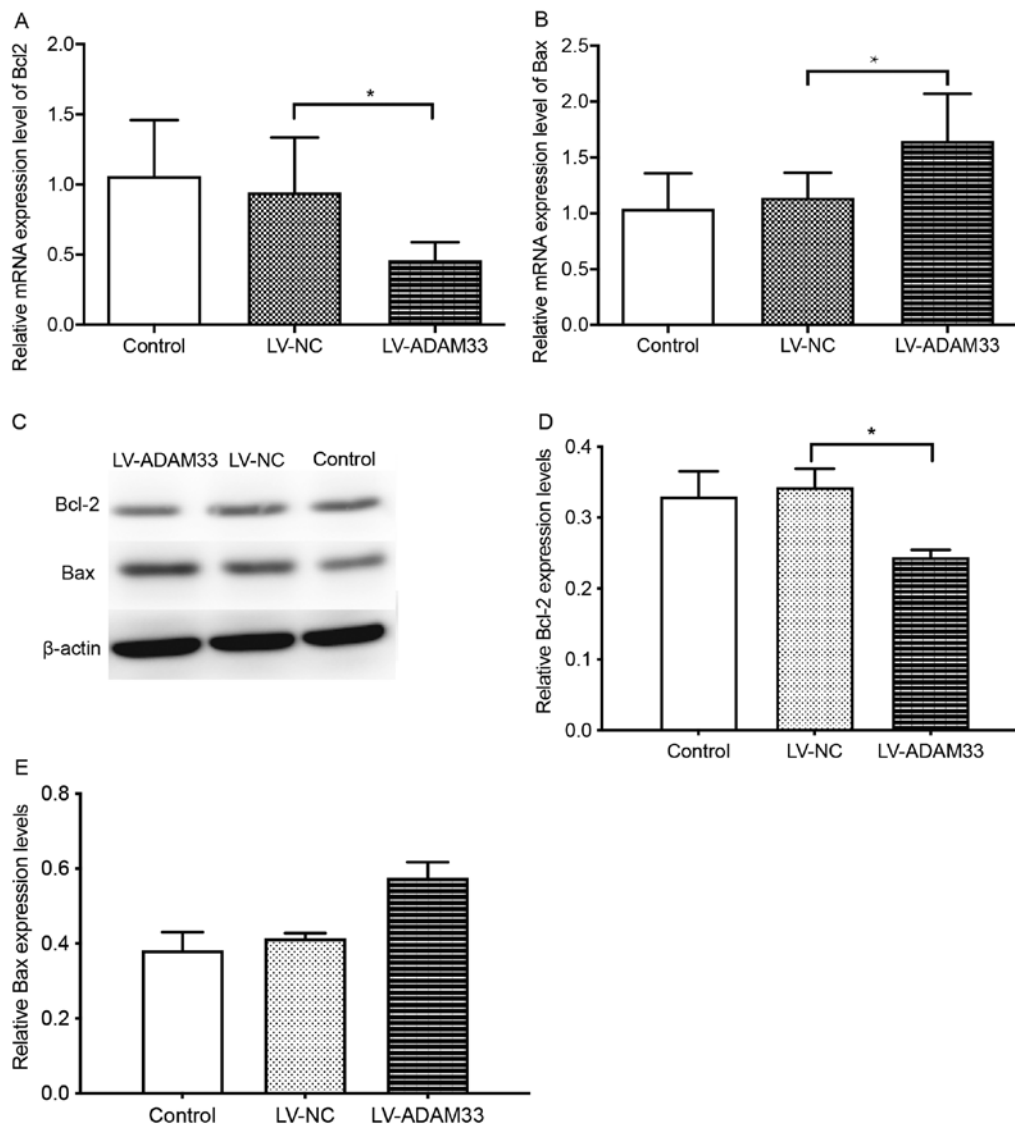 A
Relative mRNA expression level of Bcl2
2.0
1.5
1.0
0.5
0.0
*
Control LV-NC LV-ADAM33
B
Relative mRNA expression level of Bax
2.5
2.0
1.5
1.0
0.5
0.0
*
Control LV-NC LV-ADAM33
C
LV-ADAM33 LV-NC Control
Bcl-2
Bax
β-actin
D
Relative Bcl-2 expression levels
0.4
0.3
0.2
0.1
0.0
*
Control LV-NC LV-ADAM33
E
Relative Bax expression levels
0.8
0.6
0.4
0.2
0.0
Control LV-NC LV-ADAM33